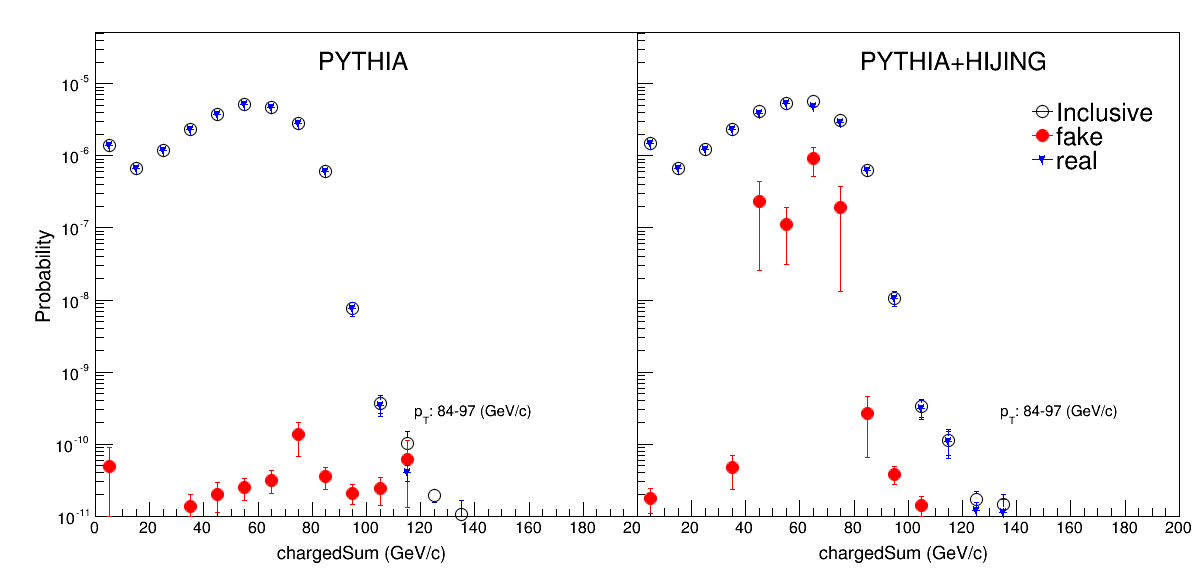 PYTHIA
PYTHIA+HIJING
Inclusive
fake
real
Probability
10^-5
10^-6
10^-7
10^-8
10^-9
10^-10
10^-11
p_T: 84-97 (GeV/c)
p_T: 84-97 (GeV/c)
0 20 40 60 80 100 120 140 160 180 200
20 40 60 80 100 120 140 160 180 200
chargedSum (GeV/c)
chargedSum (GeV/c)